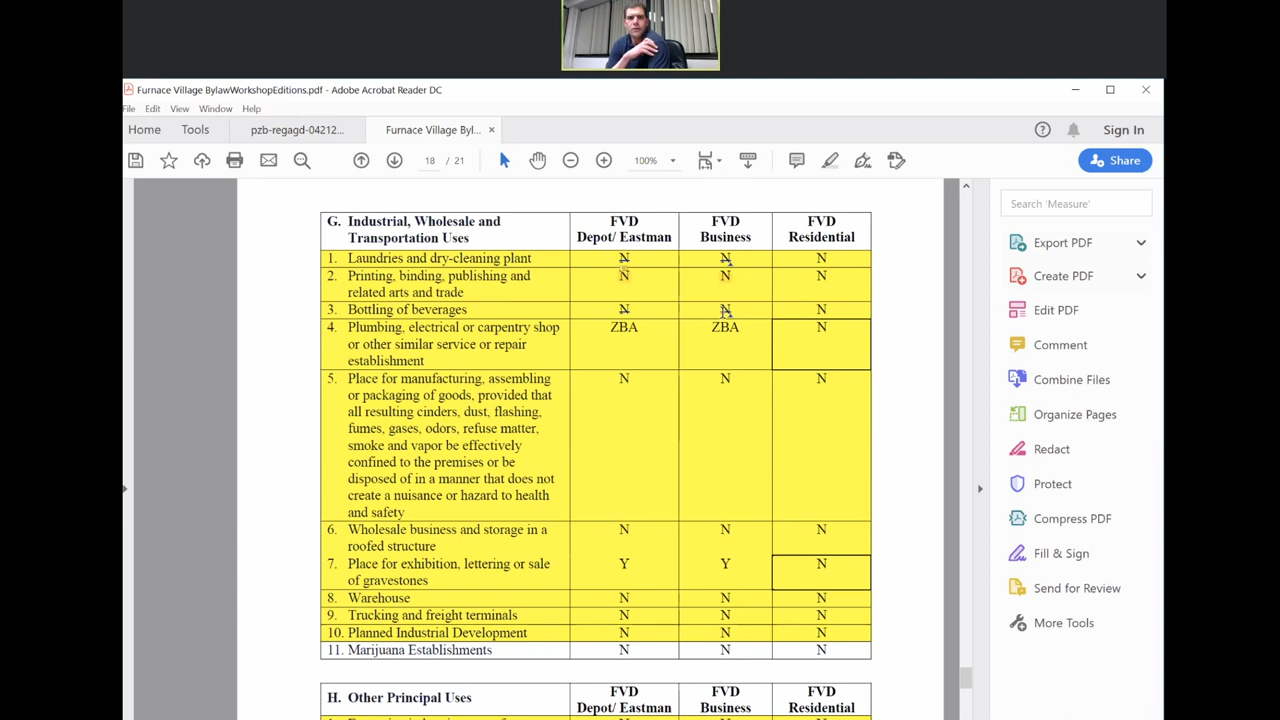 Furnace Village BylawWorkshopEditions.pdf - Adobe Acrobat Reader DC
File Edit View Window Help
Home Tools pzb-regagd-04212... Furnace Village Byl... Sign In
18 / 21 100% Share
G. Industrial, Wholesale and Transportation Uses FVD Depot/ Eastman FVD Business FVD Residential
1. Laundries and dry-cleaning plant N N N
2. Printing, binding, publishing and N N N
related arts and trade
3. Bottling of beverages N N N
4. Plumbing, electrical or carpentry shop ZBA ZBA N
or other similar service or repair
establishment
5. Place for manufacturing, assembling N N N
or packaging of goods, provided that
all resulting cinders, dust, flashing,
fumes, gases, odors, refuse matter,
smoke and vapor be effectively
confined to the premises or be
disposed of in a manner that does not
create a nuisance or hazard to health
and safety
6. Wholesale business and storage in a N N N
roofed structure
7. Place for exhibition, lettering or sale Y Y N
of gravestones
8. Warehouse N N N
9. Trucking and freight terminals N N N
10. Planned Industrial Development N N N
11. Marijuana Establishments N N N
H. Other Principal Uses FVD Depot/ Eastman FVD Business FVD Residential
Search 'Measure'
Export PDF
Create PDF
Edit PDF
Comment
Combine Files
Organize Pages
Redact
Protect
Compress PDF
Fill & Sign
Send for Review
More Tools